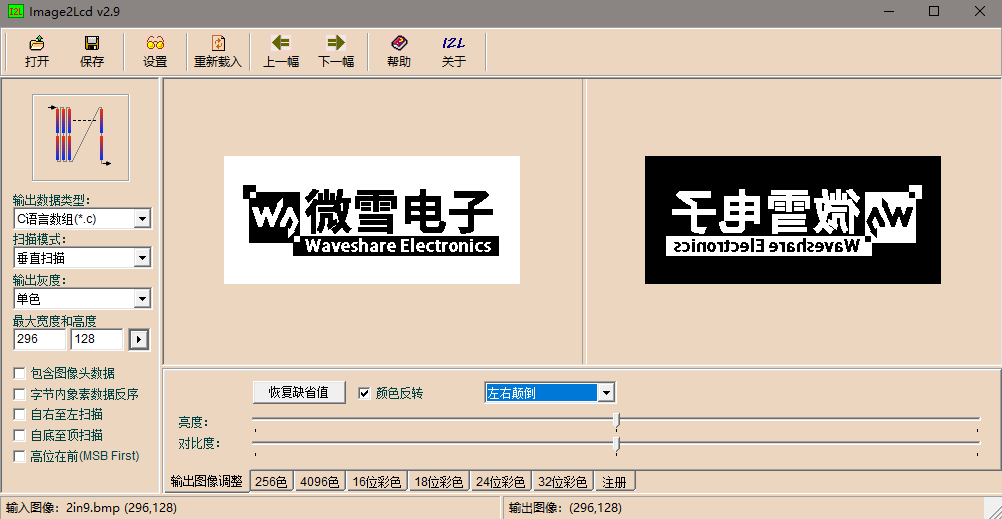 Image2Lcd v2.9
打开 保存 设置 重新载入 上一幅 下一幅 帮助 I2L 关于
输出数据类型:
C语言数组(*.c)
扫描模式:
垂直扫描
输出灰度:
单色
最大宽度和高度
296 128
包含图像头数据
字节内象素数据反序
自右至左扫描
自底至顶扫描
高位在前(MSB First)
微雪电子
Waveshare Electronics
微雪电子
Waveshare Electronics
恢复缺省值 颜色反转 左右颠倒
亮度:
对比度:
输出图像调整 256色 4096色 16位彩色 18位彩色 24位彩色 32位彩色 注册
输入图像: 2in9.bmp (296,128) 输出图像: (296,128)